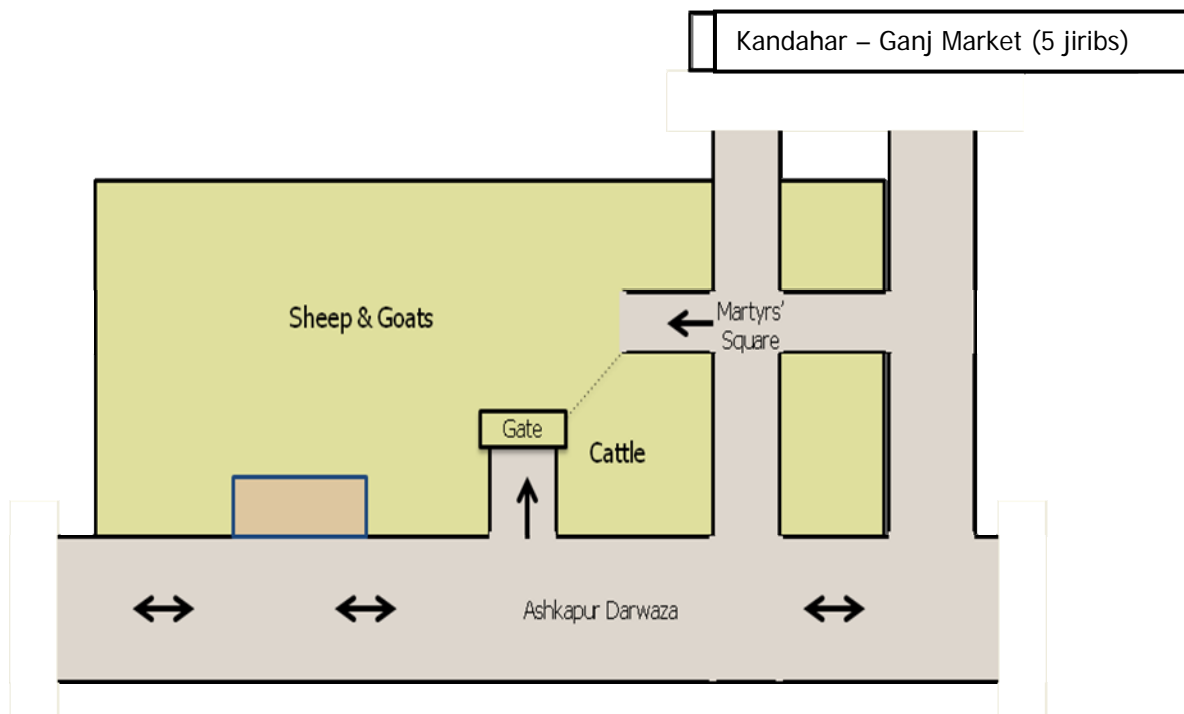 Kandahar – Ganj Market (5 jiribs)
Sheep & Goats
Martyrs'
Square
Gate
Cattle
Ashkapur Darwaza